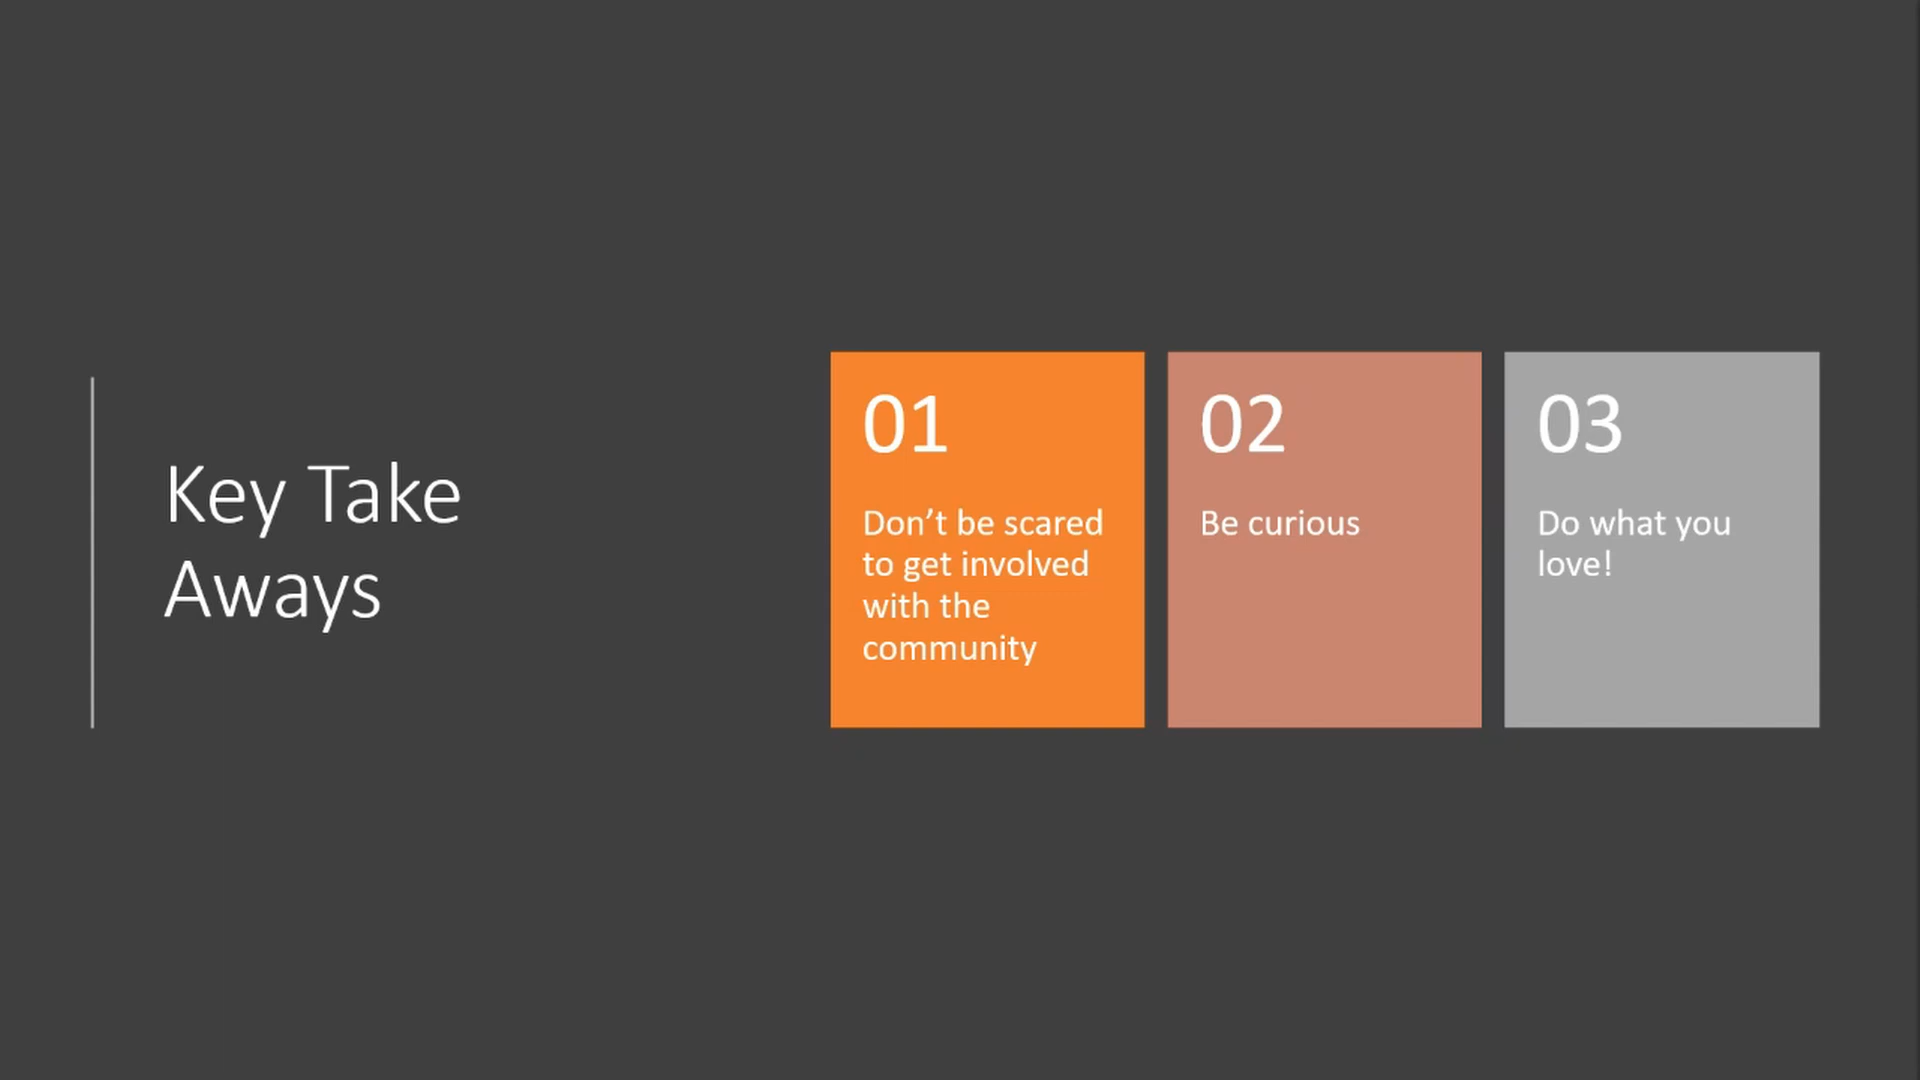 Key Take
Aways
01
Don’t be scared
to get involved
with the
community
02
Be curious
03
Do what you
love!